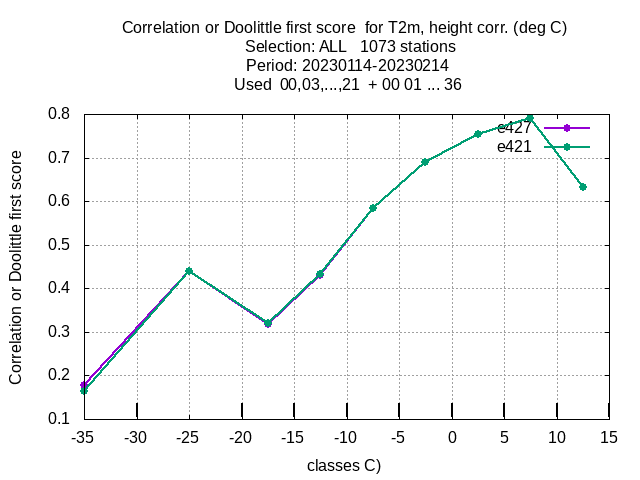 Correlation or Doolittle first score  for T2m, height corr. (deg C)
Selection: ALL   1073 stations
Period: 20230114-20230214
Used  00,03,...,21  + 00 01 ... 36
e427
e421
Correlation or Doolittle first score
0.8
0.7
0.6
0.5
0.4
0.3
0.2
0.1
-35 -30 -25 -20 -15 -10 -5 0 5 10 15
classes C)